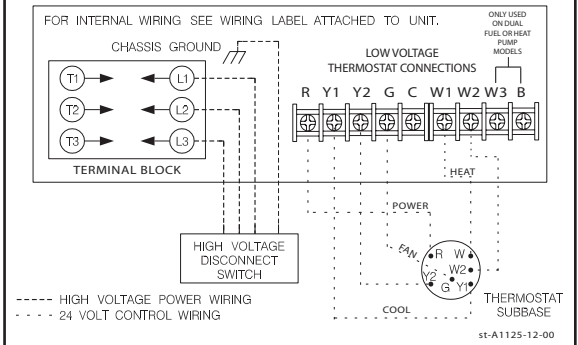 FOR INTERNAL WIRING SEE WIRING LABEL ATTACHED TO UNIT.
ONLY USED
ON DUAL
FUEL OR HEAT
PUMP
MODELS
CHASSIS GROUND
LOW VOLTAGE
THERMOSTAT CONNECTIONS
R Y1 Y2 G C W1 W2 W3 B
T1 L1
T2 L2
T3 L3
TERMINAL BLOCK
HEAT
POWER
FAN
HIGH VOLTAGE
DISCONNECT
SWITCH
R W
W2
Y2 G Y1
THERMOSTAT
SUBBASE
COOL
HIGH VOLTAGE POWER WIRING
24 VOLT CONTROL WIRING
st-A1125-12-00